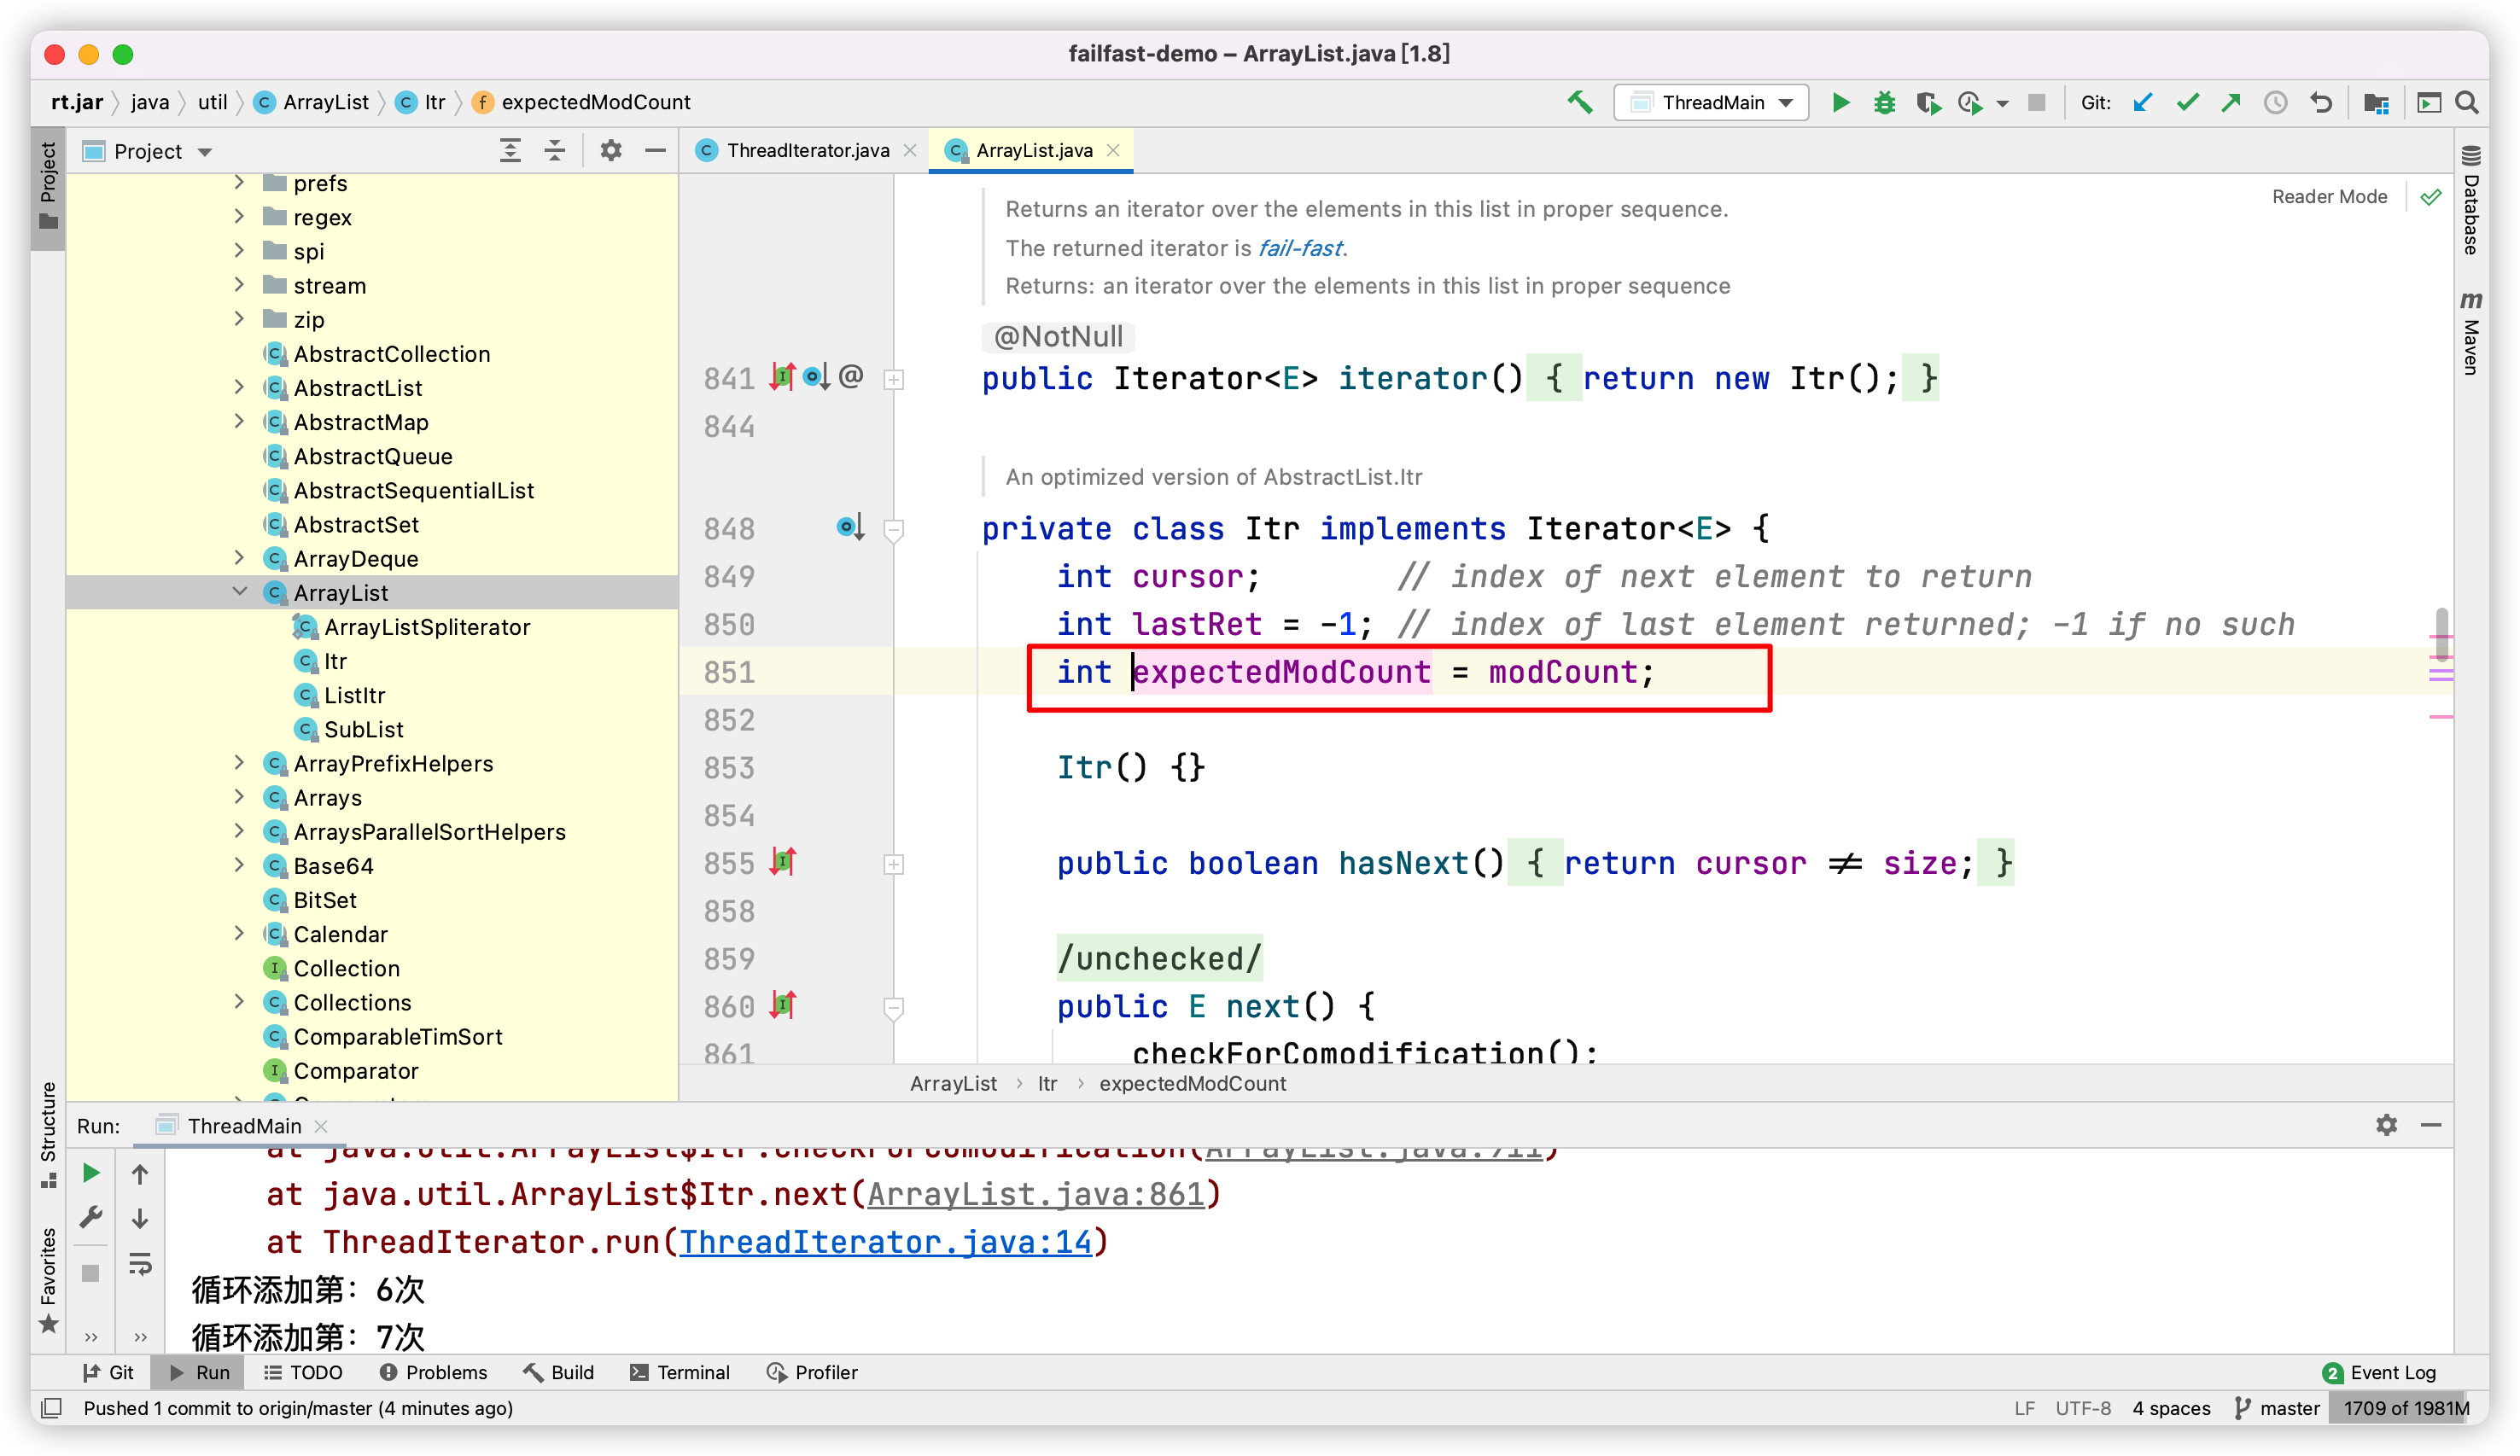 failfast-demo – ArrayList.java [1.8]
rt.jar › java › util › ArrayList › Itr › expectedModCount
ThreadMain
Git:
Project
Project
ThreadIterator.java
ArrayList.java
Database
Maven
Structure
Favorites
prefs
regex
spi
stream
zip
AbstractCollection
AbstractList
AbstractMap
AbstractQueue
AbstractSequentialList
AbstractSet
ArrayDeque
ArrayList
ArrayListSpliterator
Itr
ListItr
SubList
ArrayPrefixHelpers
Arrays
ArraysParallelSortHelpers
Base64
BitSet
Calendar
Collection
Collections
ComparableTimSort
Comparator
Reader Mode
Returns an iterator over the elements in this list in proper sequence.
The returned iterator is fail-fast.
Returns: an iterator over the elements in this list in proper sequence
@NotNull
841 public Iterator<E> iterator() { return new Itr(); }
844
An optimized version of AbstractList.Itr
848 private class Itr implements Iterator<E> {
849 int cursor; // index of next element to return
850 int lastRet = -1; // index of last element returned; -1 if no such
851 int expectedModCount = modCount;
852
853 Itr() {}
854
855 public boolean hasNext() { return cursor ≠ size; }
858
859 /unchecked/
860 public E next() {
861 checkForComodification();
ArrayList › Itr › expectedModCount
Run: ThreadMain
at java.util.ArrayList$Itr.checkForComodification(ArrayList.java:911)
at java.util.ArrayList$Itr.next(ArrayList.java:861)
at ThreadIterator.run(ThreadIterator.java:14)
循环添加第：6次
循环添加第：7次
Git
Run
TODO
Problems
Build
Terminal
Profiler
2 Event Log
Pushed 1 commit to origin/master (4 minutes ago)
LF UTF-8 4 spaces master 1709 of 1981M